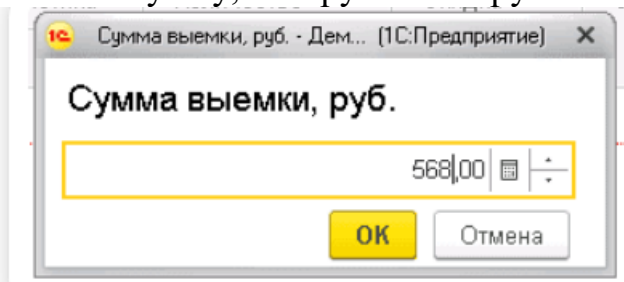 1С Сумма выемки, руб. - Дем... (1С:Предприятие)
Сумма выемки, руб.
568,00
ОК Отмена